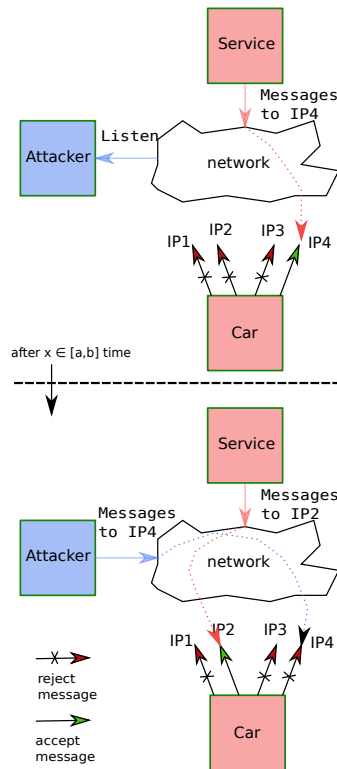 Service
Messages
to IP4
Listen
Attacker
network
IP1 IP2 IP3 IP4
Car
after x ∈ [a,b] time
Service
Messages
to IP4
Messages
to IP2
Attacker
network
IP1 IP2 IP3 IP4
reject
message
accept
message
Car